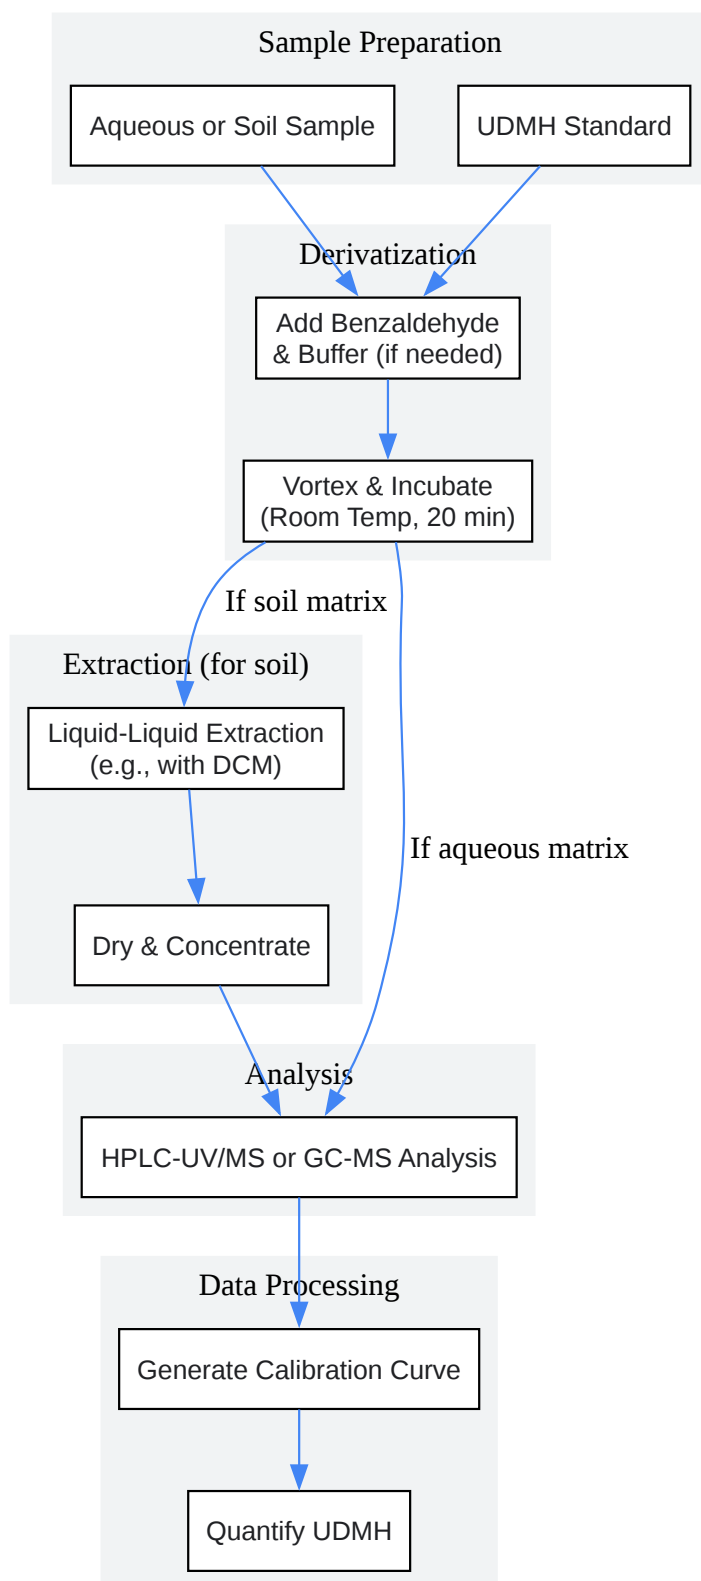 Sample Preparation
Aqueous or Soil Sample
UDMH Standard
Derivatization
Add Benzaldehyde
& Buffer (if needed)
Vortex & Incubate
(Room Temp, 20 min)
If soil matrix
Extraction (for soil)
Liquid-Liquid Extraction
(e.g., with DCM)
If aqueous matrix
Dry & Concentrate
Analysis
HPLC-UV/MS or GC-MS Analysis
Data Processing
Generate Calibration Curve
Quantify UDMH